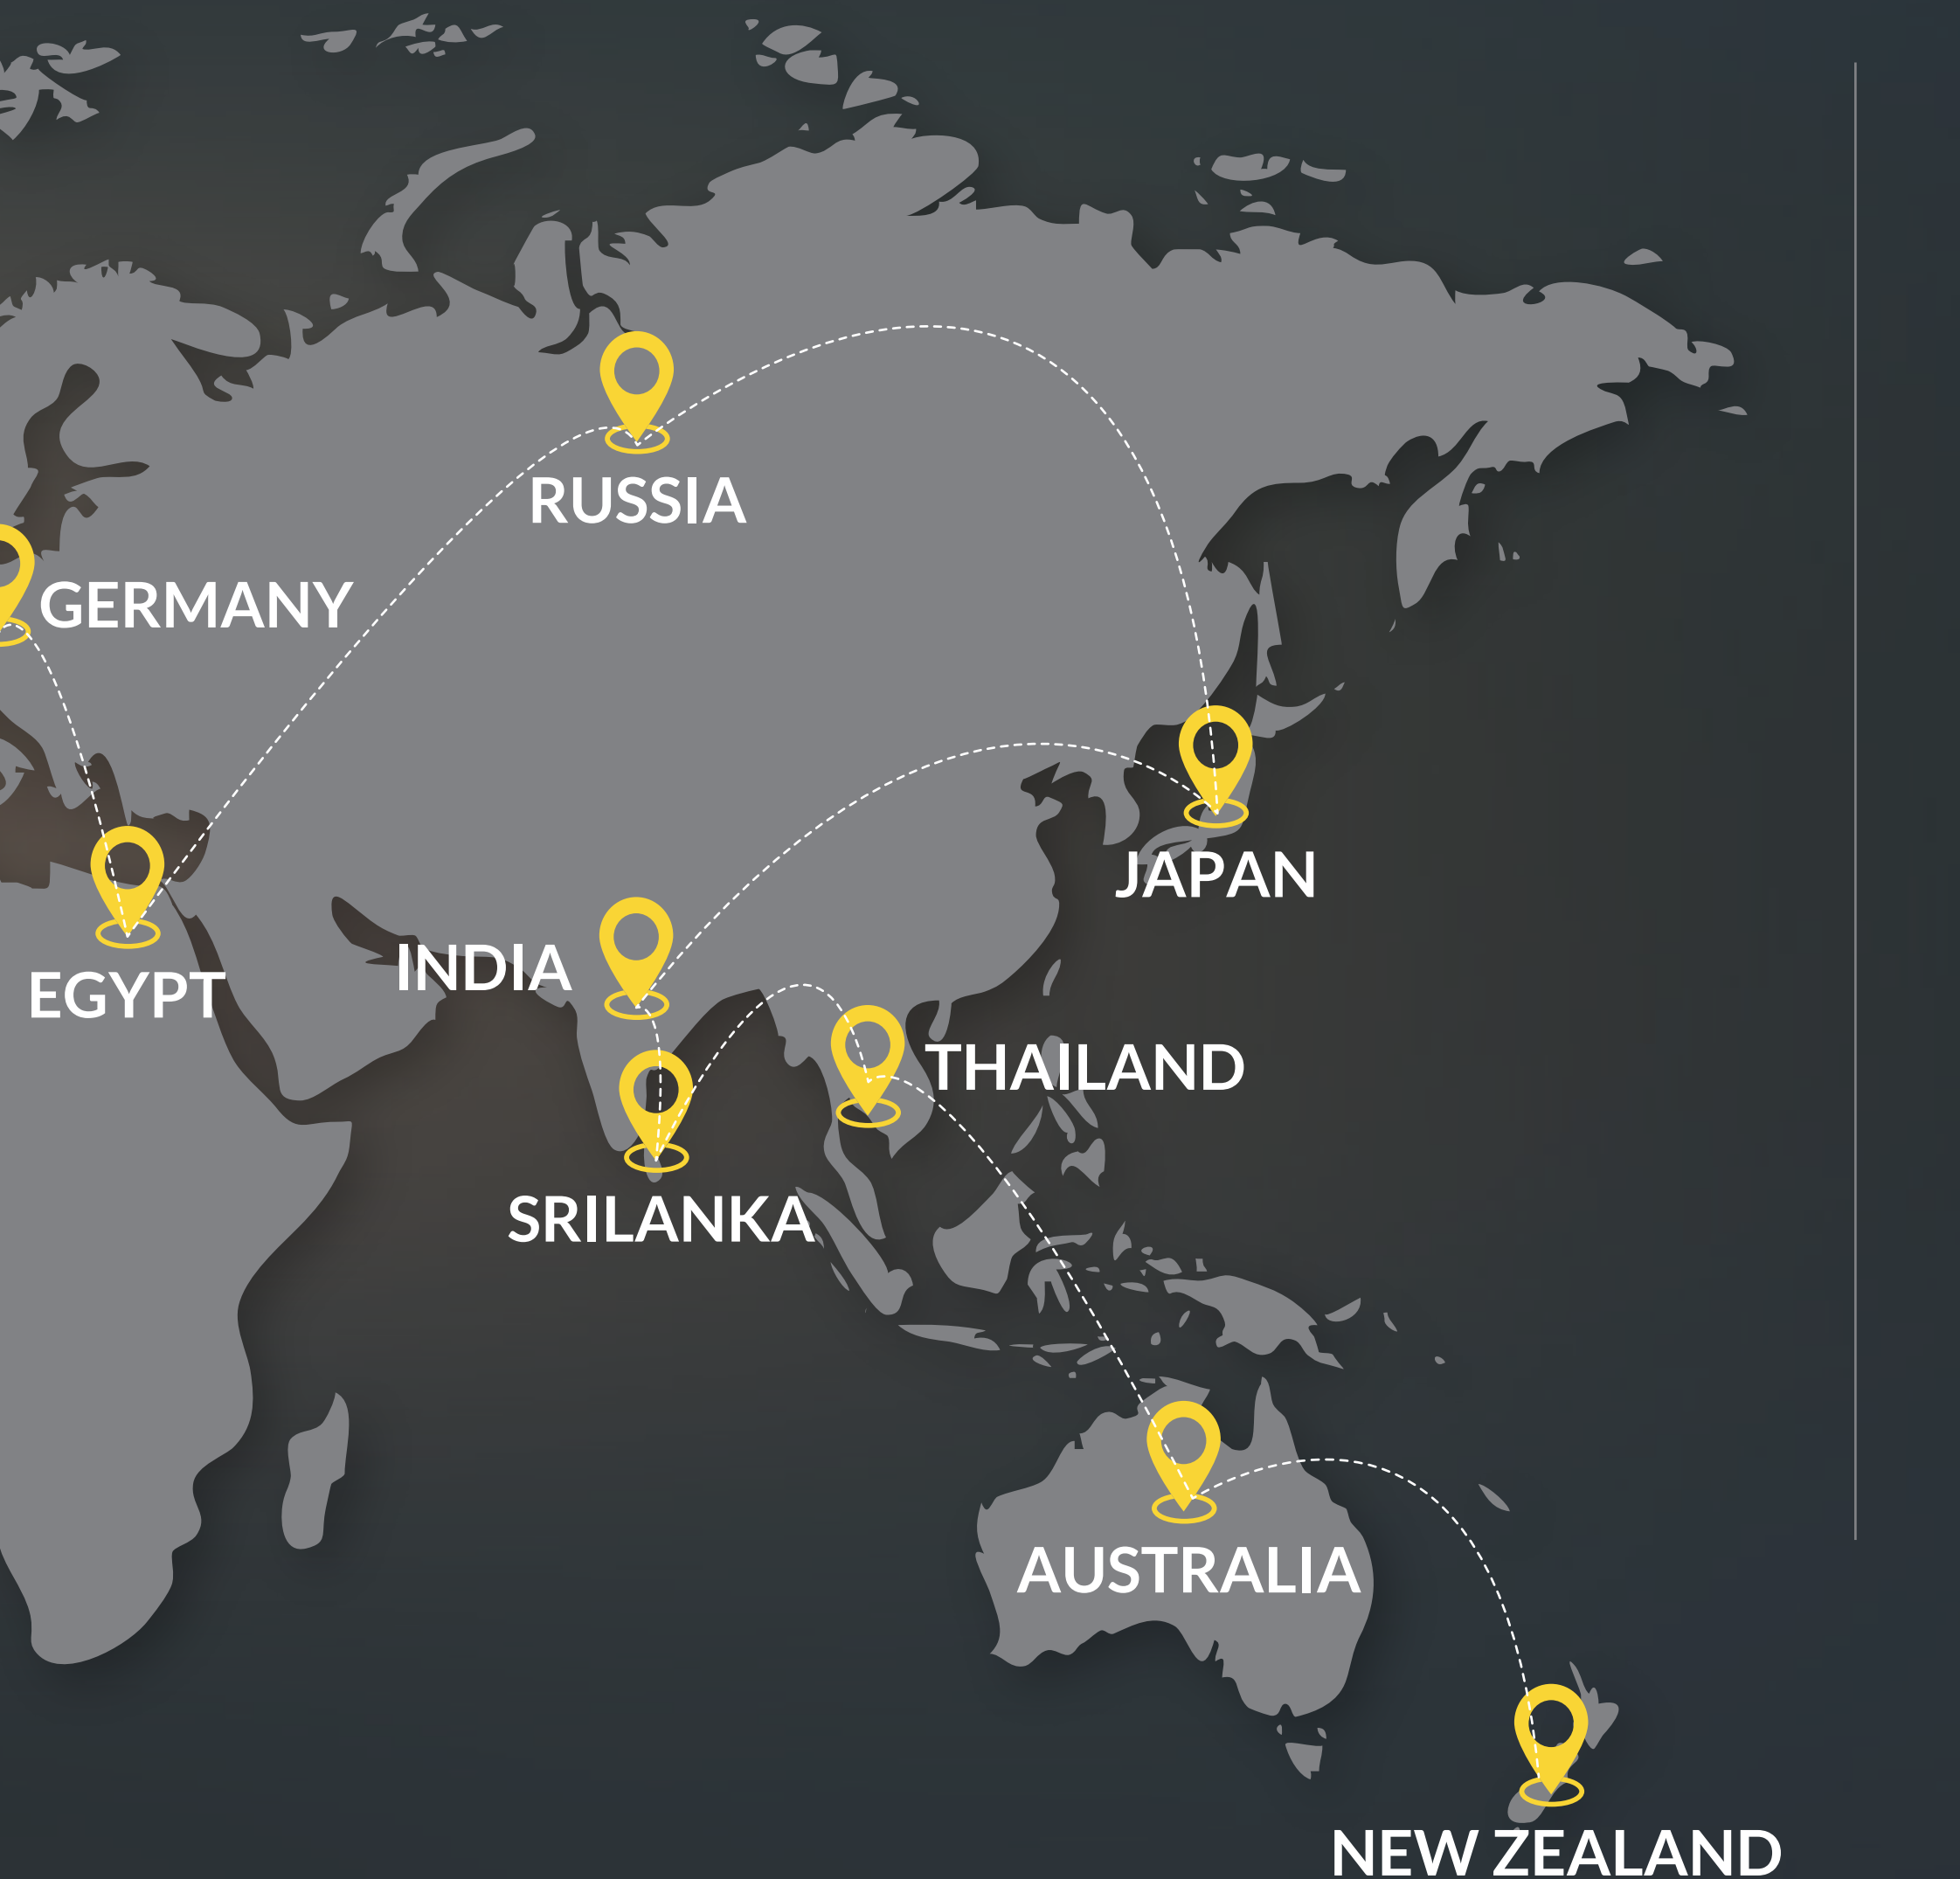 RUSSIA
GERMANY
JAPAN
INDIA
EGYPT
THAILAND
SRILANKA
AUSTRALIA
NEW ZEALAND